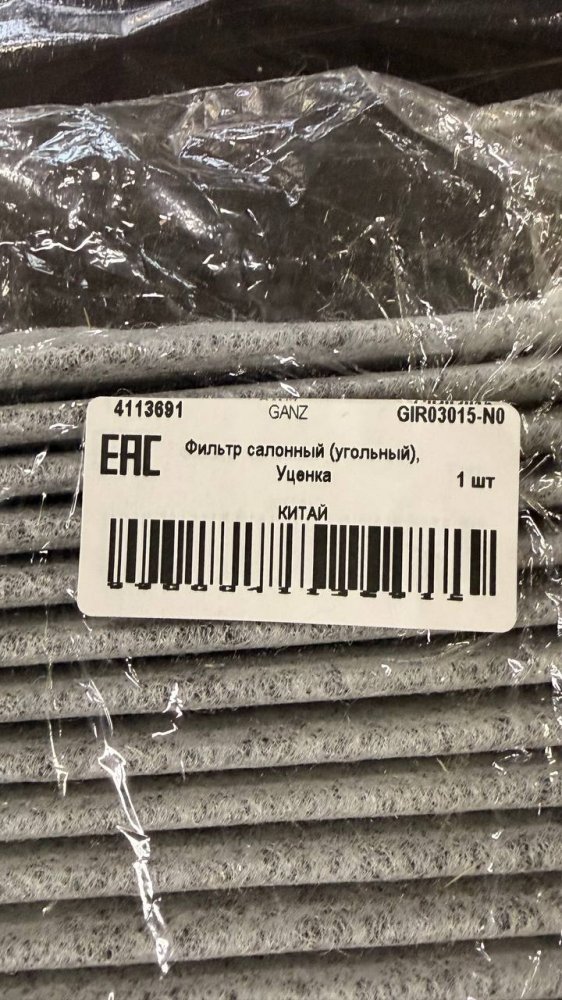 4113691 GANZ GIR03015-N0
EAC Фильтр салонный (угольный),
Уценка 1 шт
КИТАЙ